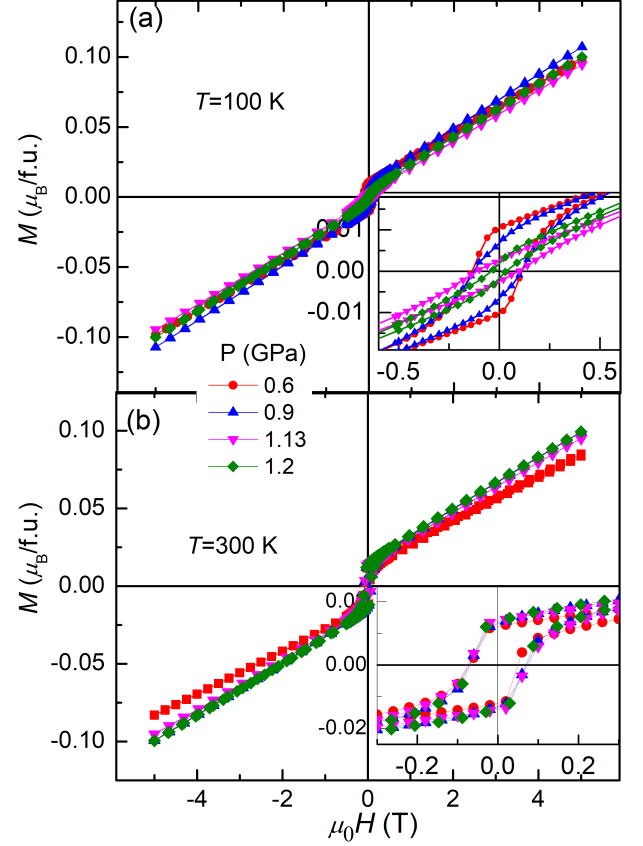 (a)
T=100 K
0.10
0.05
0.00
-0.05
-0.10
M (μB/f.u.)
0.01
0.00
-0.01
-0.5 0.0 0.5
P (GPa)
0.6
0.9
1.13
1.2
(b)
T=300 K
0.10
0.05
0.00
-0.05
-0.10
M (μB/f.u.)
0.00
-0.02
-0.2 0.0 0.2
-4 -2 0 2 4
μ0H (T)